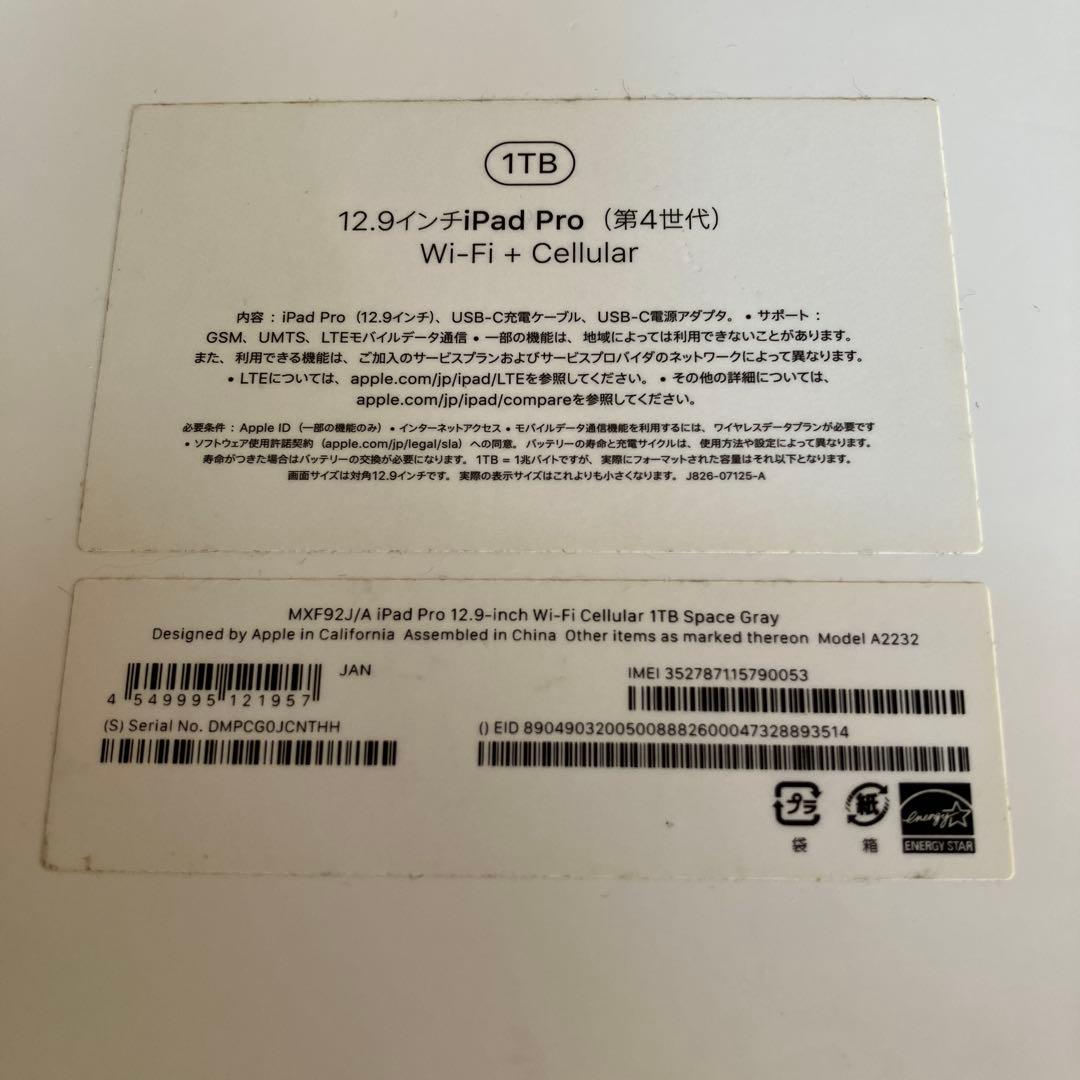 1TB
12.9インチiPad Pro（第4世代）
Wi-Fi + Cellular
内容：iPad Pro（12.9インチ）、USB-C充電ケーブル、USB-C電源アダプタ。• サポート：
GSM、UMTS、LTEモバイルデータ通信 • 一部の機能は、地域によっては利用できないことがあります。
また、利用できる機能は、ご加入のサービスプランおよびサービスプロバイダのネットワークによって異なります。
• LTEについては、apple.com/jp/ipad/LTEを参照してください。• その他の詳細については、
apple.com/jp/ipad/compareを参照してください。
必要条件：Apple ID（一部の機能のみ）• インターネットアクセス • モバイルデータ通信機能を利用するには、ワイヤレスデータプランが必要です
• ソフトウェア使用許諾契約（apple.com/jp/legal/sla）への同意。バッテリーの寿命と充電サイクルは、使用方法や設定によって異なります。
寿命がつきた場合はバッテリーの交換が必要になります。1TB = 1兆バイトですが、実際にフォーマットされた容量はそれ以下となります。
画面サイズは対角12.9インチです。実際の表示サイズはこれよりも小さくなります。J826-07125-A
MXF92J/A iPad Pro 12.9-inch Wi-Fi Cellular 1TB Space Gray
Designed by Apple in California Assembled in China Other items as marked thereon Model A2232
JAN
4 549995 121957
IMEI 352787115790053
(S) Serial No. DMPCG0JCNTHH
() EID 89049032005008882600047328893514
プラ 紙 energy
袋 箱 ENERGY STAR